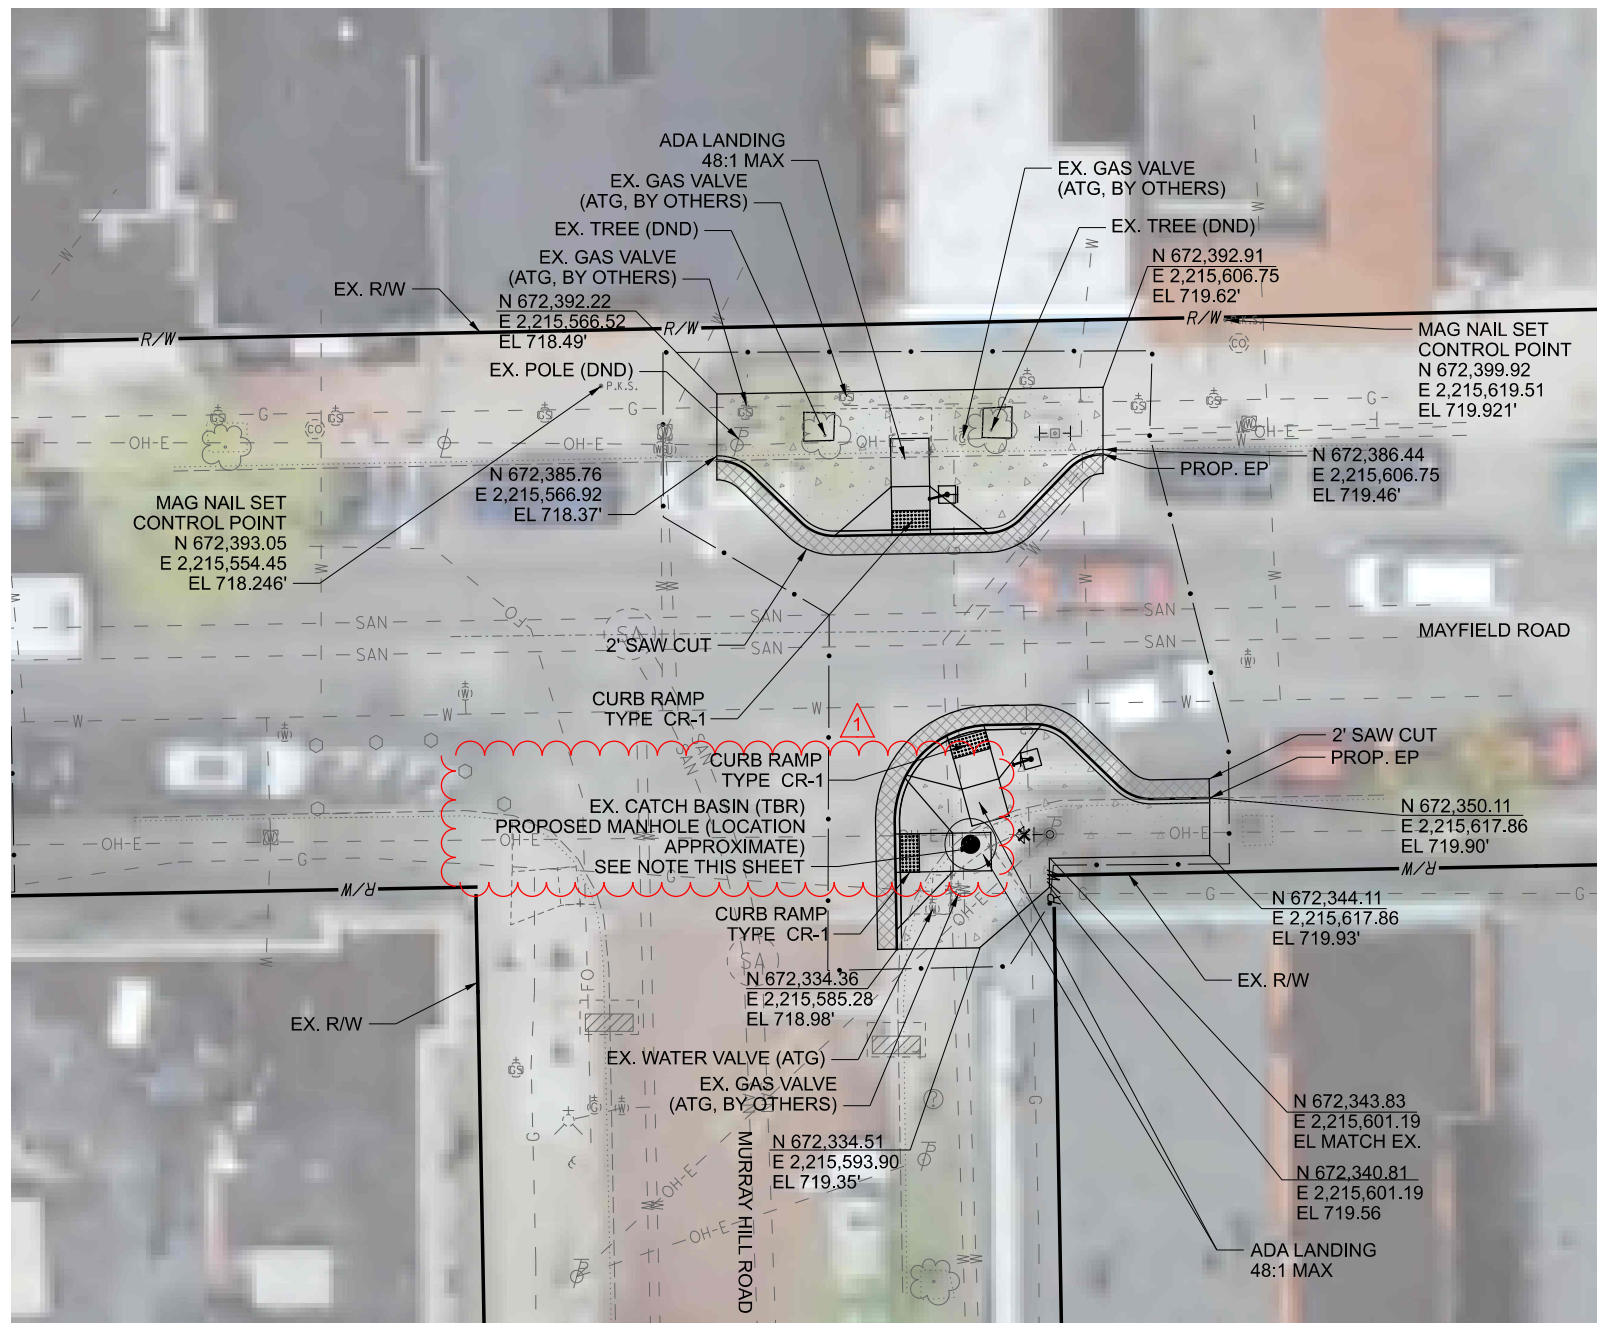 ADA LANDING
48:1 MAX
EX. GAS VALVE
(ATG, BY OTHERS)
EX. TREE (DND)
EX. GAS VALVE
(ATG, BY OTHERS)
N 672,392.22
E 2,215,566.52
EL 718.49'
EX. POLE (DND)
EX. R/W
EX. GAS VALVE
(ATG, BY OTHERS)
EX. TREE (DND)
N 672,392.91
E 2,215,606.75
EL 719.62'
R/W
R/W
R/W
MAG NAIL SET
CONTROL POINT
N 672,399.92
E 2,215,619.51
EL 719.921'
P.K.S.
OH-E
G
G
OH-E
OH-E
N 672,385.76
E 2,215,566.92
EL 718.37'
PROP. EP
N 672,386.44
E 2,215,606.75
EL 719.46'
MAG NAIL SET
CONTROL POINT
N 672,393.05
E 2,215,554.45
EL 718.246'
SAN
SAN
SAN
SAN
SA
FO
2' SAW CUT
MAYFIELD ROAD
CURB RAMP
TYPE CR-1
W
W
W
1
SAN
SAN
CURB RAMP
TYPE CR-1
EX. CATCH BASIN (TBR)
PROPOSED MANHOLE (LOCATION
APPROXIMATE)
SEE NOTE THIS SHEET
2' SAW CUT
PROP. EP
N 672,350.11
E 2,215,617.86
EL 719.90'
OH-E
OH-E
OH-E
OH-E
G
G
G
R/W
R/W
R/W
CURB RAMP
TYPE CR-1
N 672,344.11
E 2,215,617.86
EL 719.93'
SA
FO
OH-E
N 672,334.36
E 2,215,585.28
EL 718.98'
EX. R/W
EX. R/W
EX. WATER VALVE (ATG)
EX. GAS VALVE
(ATG, BY OTHERS)
N 672,334.51
E 2,215,593.90
EL 719.35'
N 672,343.83
E 2,215,601.19
EL MATCH EX.
N 672,340.81
E 2,215,601.19
EL 719.56
ADA LANDING
48:1 MAX
MURRAY HILL ROAD
OH-E
OH-E
G
G